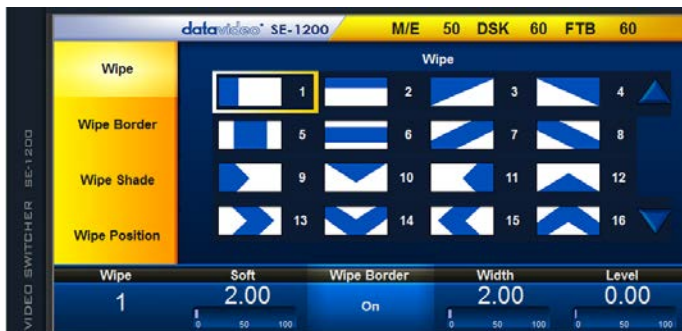 datavideo SE-1200 M/E 50 DSK 60 FTB 60
VIDEO SWITCHER SE-1200
Wipe
Wipe Border
Wipe Shade
Wipe Position
Wipe
1 2 3 4
5 6 7 8
9 10 11 12
13 14 15 16
Wipe Soft Wipe Border Width Level
1 2.00 On 2.00 0.00
0 50 100 0 50 100 0 50 100